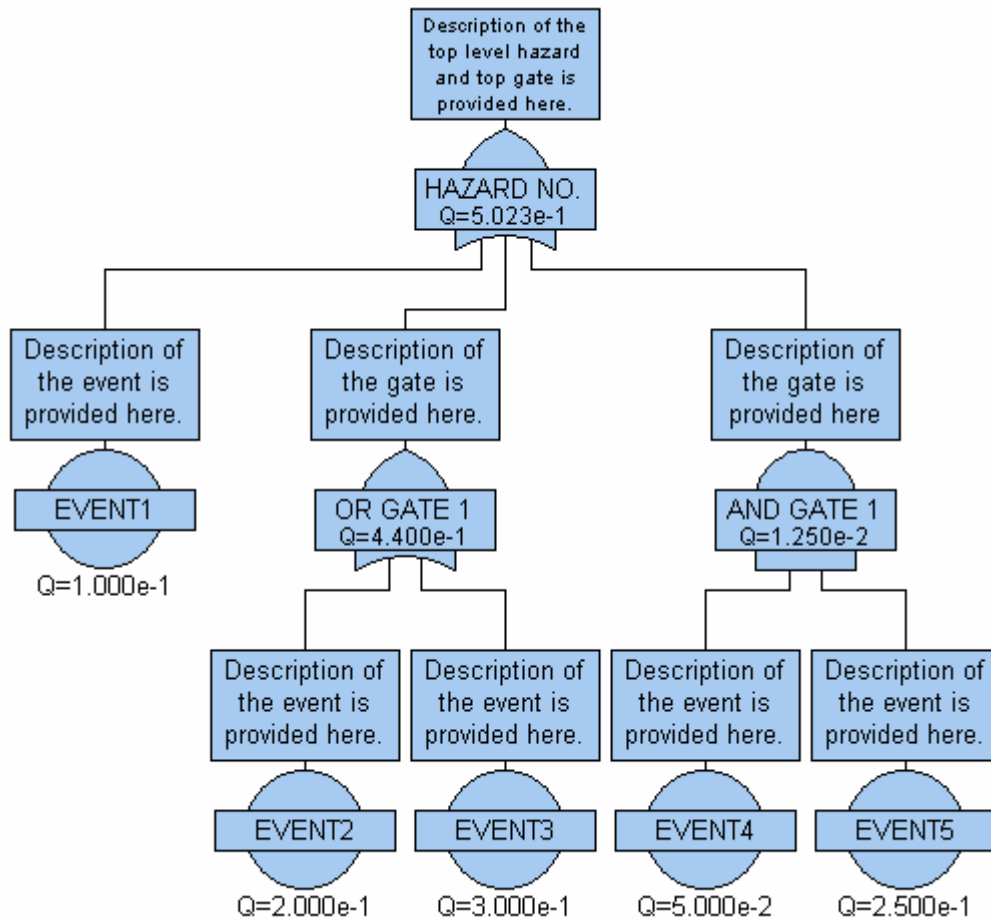 Description of the
top level hazard
and top gate is
provided here.
HAZARD NO.
Q=5.023e-1
Description of
the event is
provided here.
EVENT1
Q=1.000e-1
Description of
the gate is
provided here.
OR GATE 1
Q=4.400e-1
Description of
the gate is
provided here
AND GATE 1
Q=1.250e-2
Description of
the event is
provided here.
EVENT2
Q=2.000e-1
Description of
the event is
provided here.
EVENT3
Q=3.000e-1
Description of
the event is
provided here.
EVENT4
Q=5.000e-2
Description of
the event is
provided here.
EVENT5
Q=2.500e-1